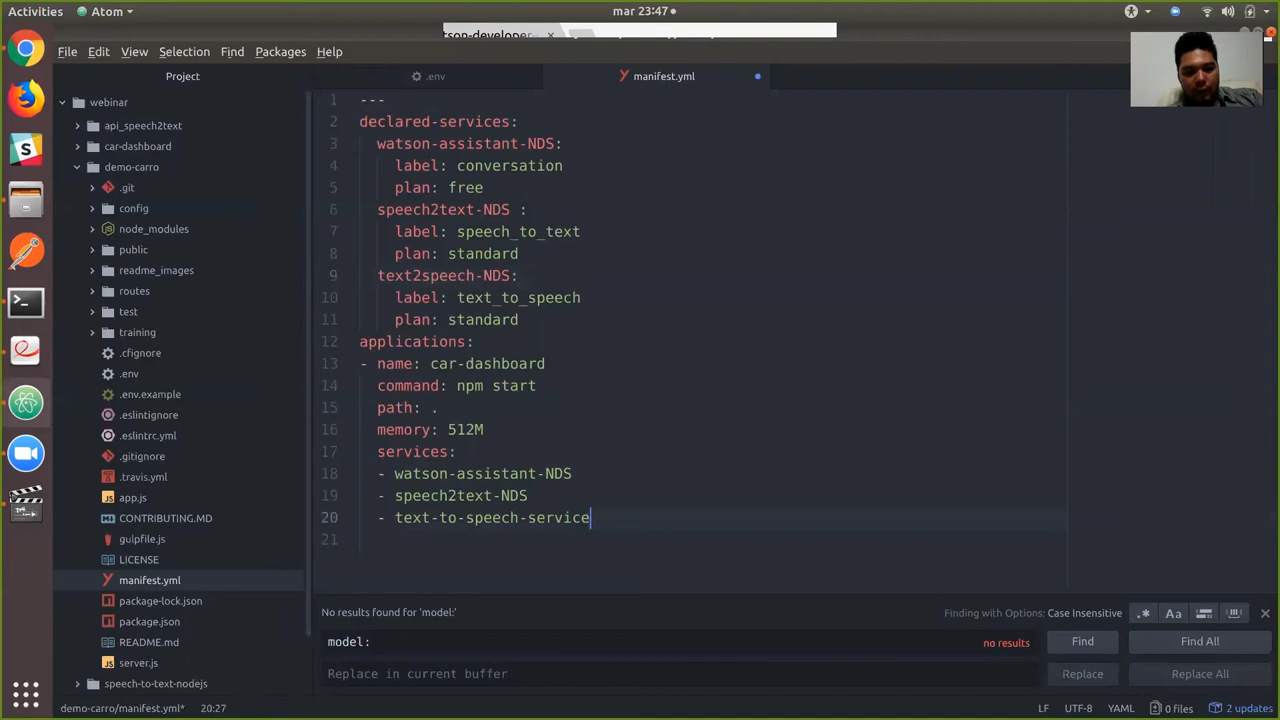 Activities
Atom
mar 23:47
tson-developer-
File Edit View Selection Find Packages Help
Project
.env
manifest.yml
webinar
api_speech2text
car-dashboard
demo-carro
.git
config
node_modules
public
readme_images
routes
test
training
.cfignore
.env
.env.example
.eslintignore
.eslintrc.yml
.gitignore
.travis.yml
app.js
CONTRIBUTING.MD
gulpfile.js
LICENSE
manifest.yml
package-lock.json
package.json
README.md
server.js
speech-to-text-nodejs
1 ---
2 declared-services:
3 watson-assistant-NDS:
4 label: conversation
5 plan: free
6 speech2text-NDS :
7 label: speech_to_text
8 plan: standard
9 text2speech-NDS:
10 label: text_to_speech
11 plan: standard
12 applications:
13 - name: car-dashboard
14 command: npm start
15 path: .
16 memory: 512M
17 services:
18 - watson-assistant-NDS
19 - speech2text-NDS
20 - text-to-speech-service
21
No results found for 'model:'
Finding with Options: Case Insensitive
.* Aa
model:
no results
Find
Find All
Replace in current buffer
Replace
Replace All
demo-carro/manifest.yml* 20:27
LF UTF-8 YAML 0 files 2 updates